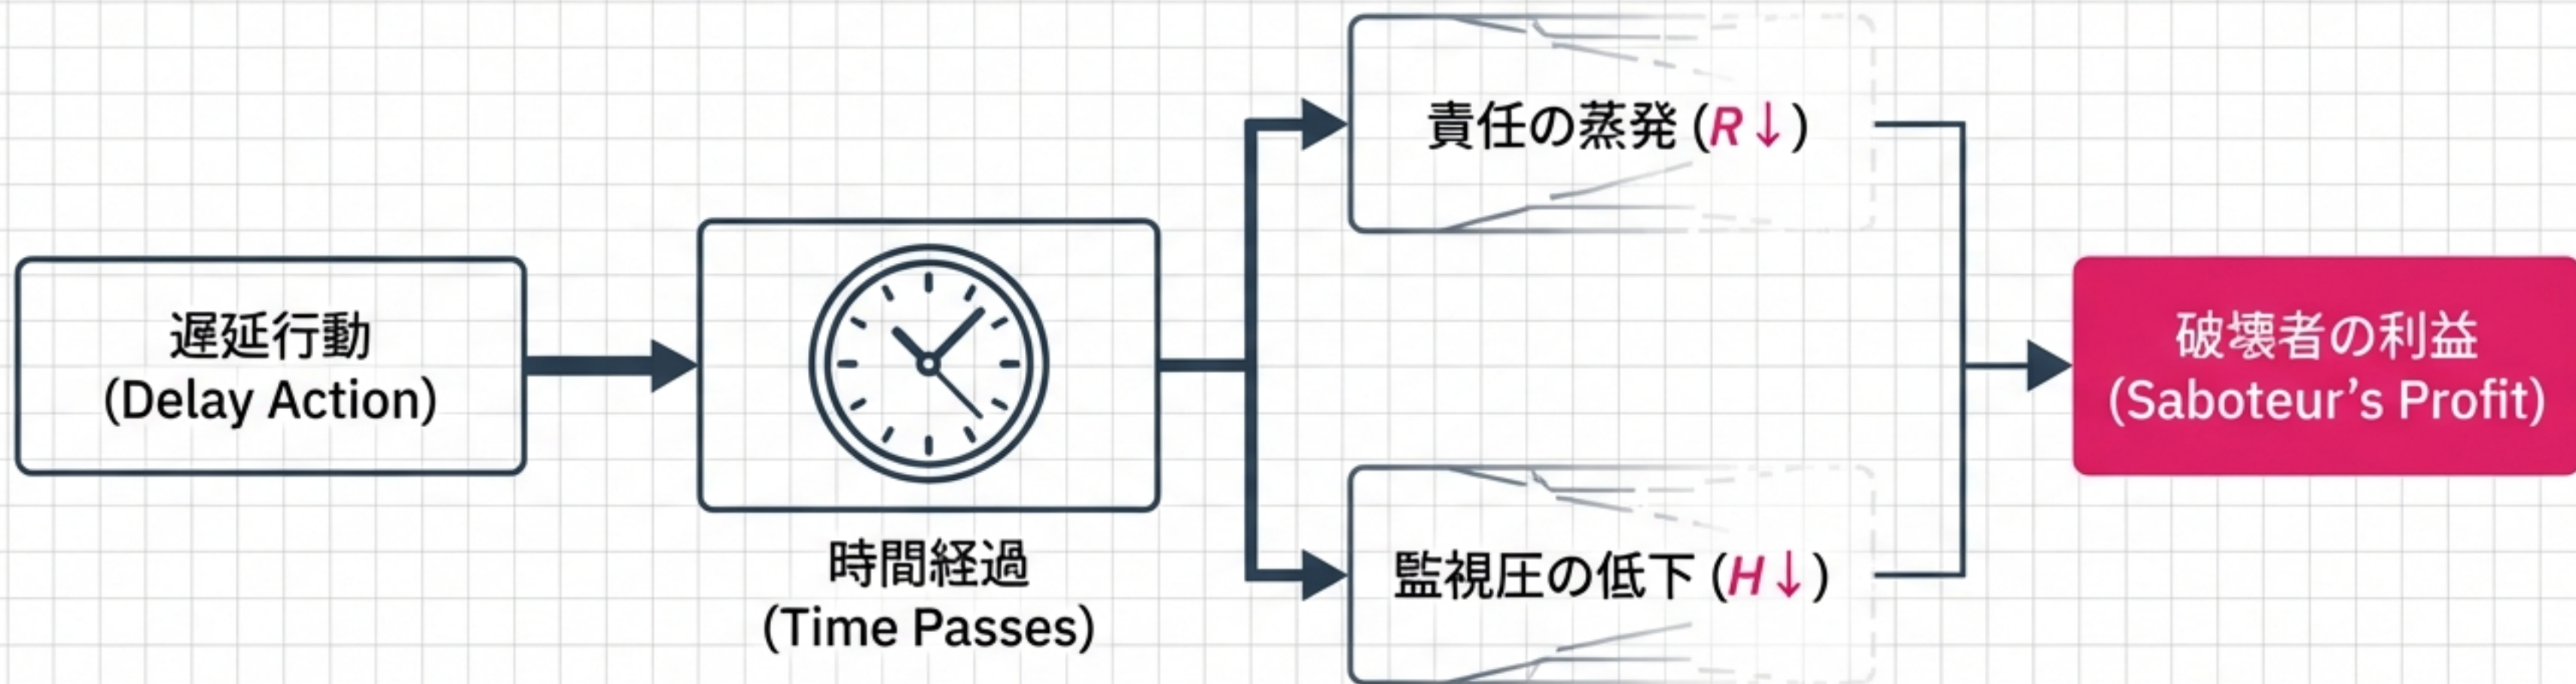 遅延行動
(Delay Action)
時間経過
(Time Passes)
責任の蒸発 (R↓)
監視圧の低下 (H↓)
破壊者の利益
(Saboteur’s Profit)